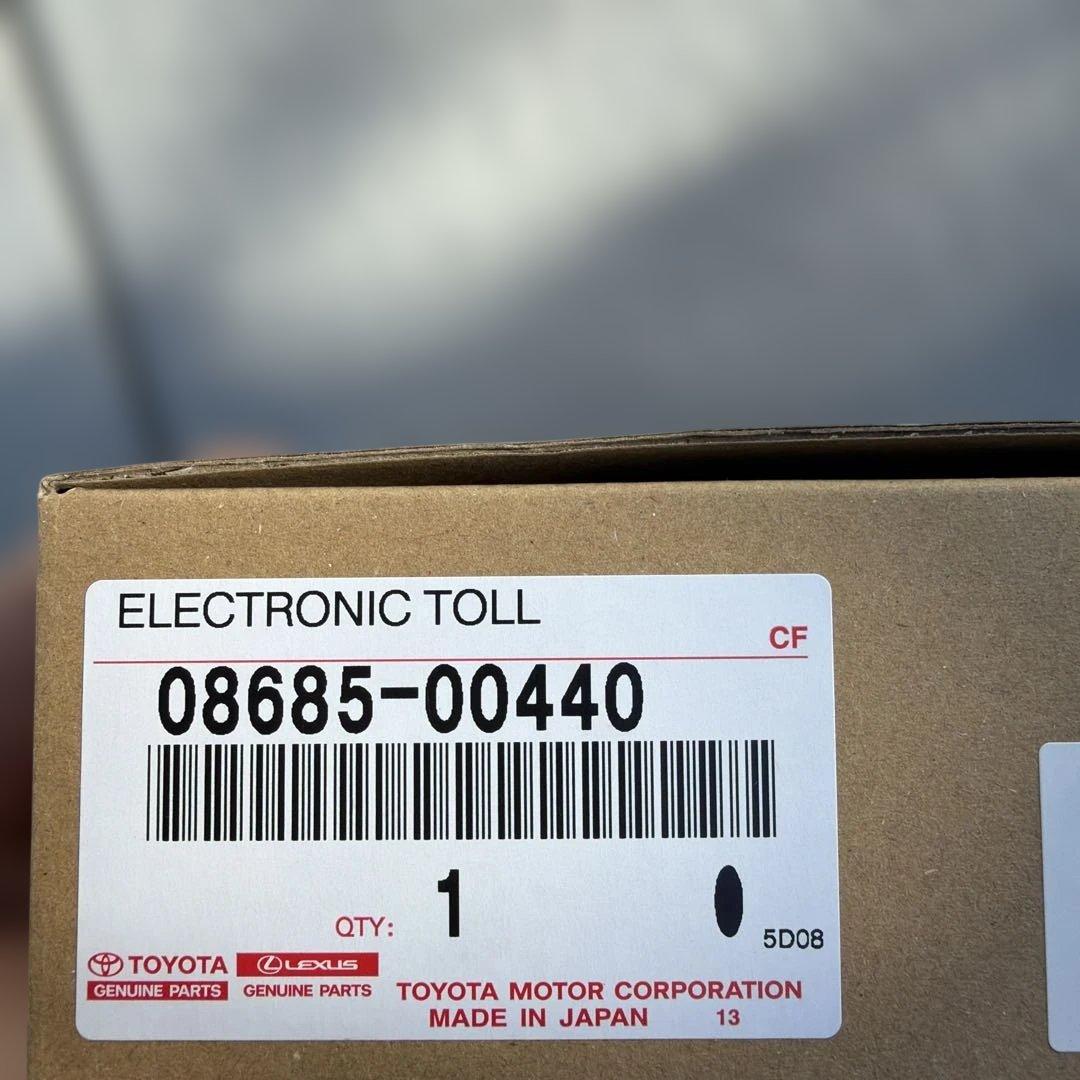 ELECTRONIC TOLL
CF
08685-00440
QTY: 1
5D08
TOYOTA LEXUS
GENUINE PARTS GENUINE PARTS
TOYOTA MOTOR CORPORATION
MADE IN JAPAN 13